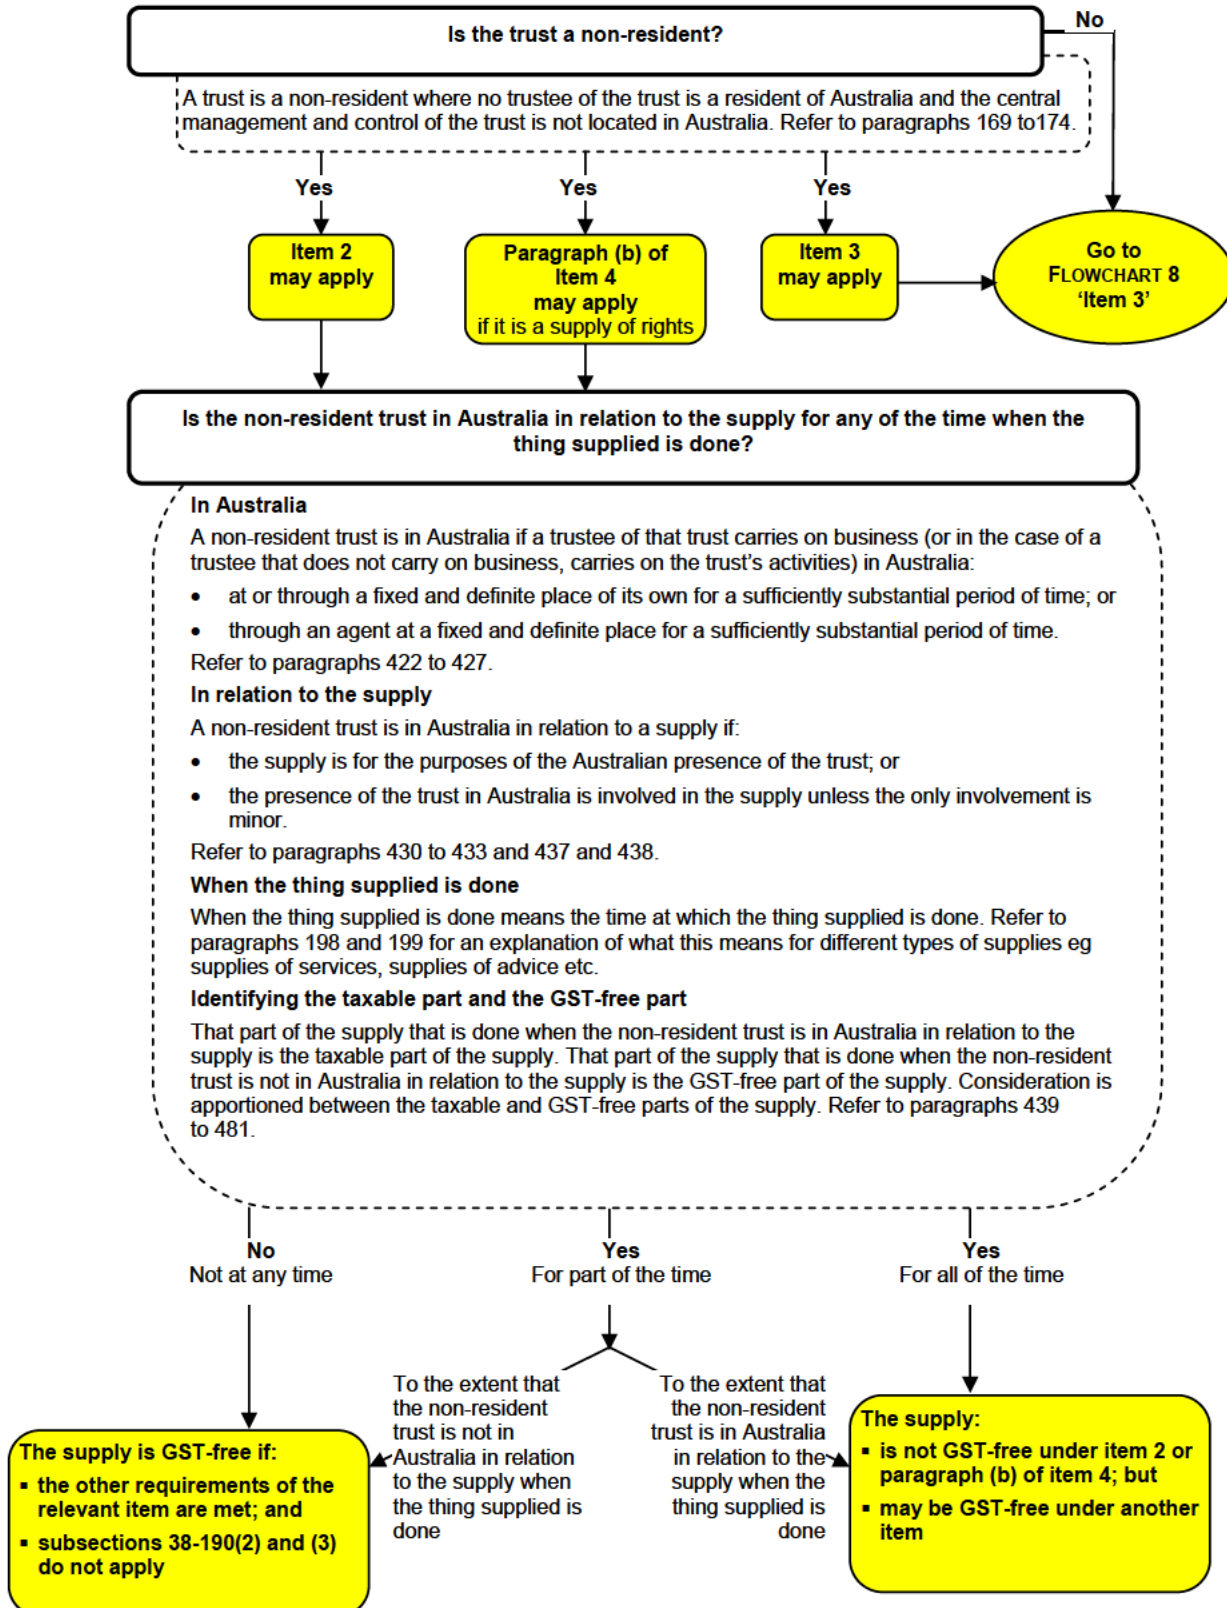 Is the trust a non-resident?
No
A trust is a non-resident where no trustee of the trust is a resident of Australia and the central
management and control of the trust is not located in Australia. Refer to paragraphs 169 to174.
Yes
Yes
Yes
Item 2
may apply
Paragraph (b) of
Item 4
may apply
if it is a supply of rights
Item 3
may apply
Go to
FLOWCHART 8
‘Item 3’
Is the non-resident trust in Australia in relation to the supply for any of the time when the
thing supplied is done?
In Australia
A non-resident trust is in Australia if a trustee of that trust carries on business (or in the case of a
trustee that does not carry on business, carries on the trust’s activities) in Australia:
• at or through a fixed and definite place of its own for a sufficiently substantial period of time; or
• through an agent at a fixed and definite place for a sufficiently substantial period of time.
Refer to paragraphs 422 to 427.
In relation to the supply
A non-resident trust is in Australia in relation to a supply if:
• the supply is for the purposes of the Australian presence of the trust; or
• the presence of the trust in Australia is involved in the supply unless the only involvement is
minor.
Refer to paragraphs 430 to 433 and 437 and 438.
When the thing supplied is done
When the thing supplied is done means the time at which the thing supplied is done. Refer to
paragraphs 198 and 199 for an explanation of what this means for different types of supplies eg
supplies of services, supplies of advice etc.
Identifying the taxable part and the GST-free part
That part of the supply that is done when the non-resident trust is in Australia in relation to the
supply is the taxable part of the supply. That part of the supply that is done when the non-resident
trust is not in Australia in relation to the supply is the GST-free part of the supply. Consideration is
apportioned between the taxable and GST-free parts of the supply. Refer to paragraphs 439
to 481.
No
Not at any time
Yes
For part of the time
Yes
For all of the time
To the extent that
the non-resident
trust is not in
Australia in relation
to the supply when
the thing supplied is
done
To the extent that
the non-resident
trust is in Australia
in relation to the
supply when the
thing supplied is
done
The supply is GST-free if:
▪ the other requirements of the
relevant item are met; and
▪ subsections 38-190(2) and (3)
do not apply
The supply:
▪ is not GST-free under item 2 or
paragraph (b) of item 4; but
▪ may be GST-free under another
item